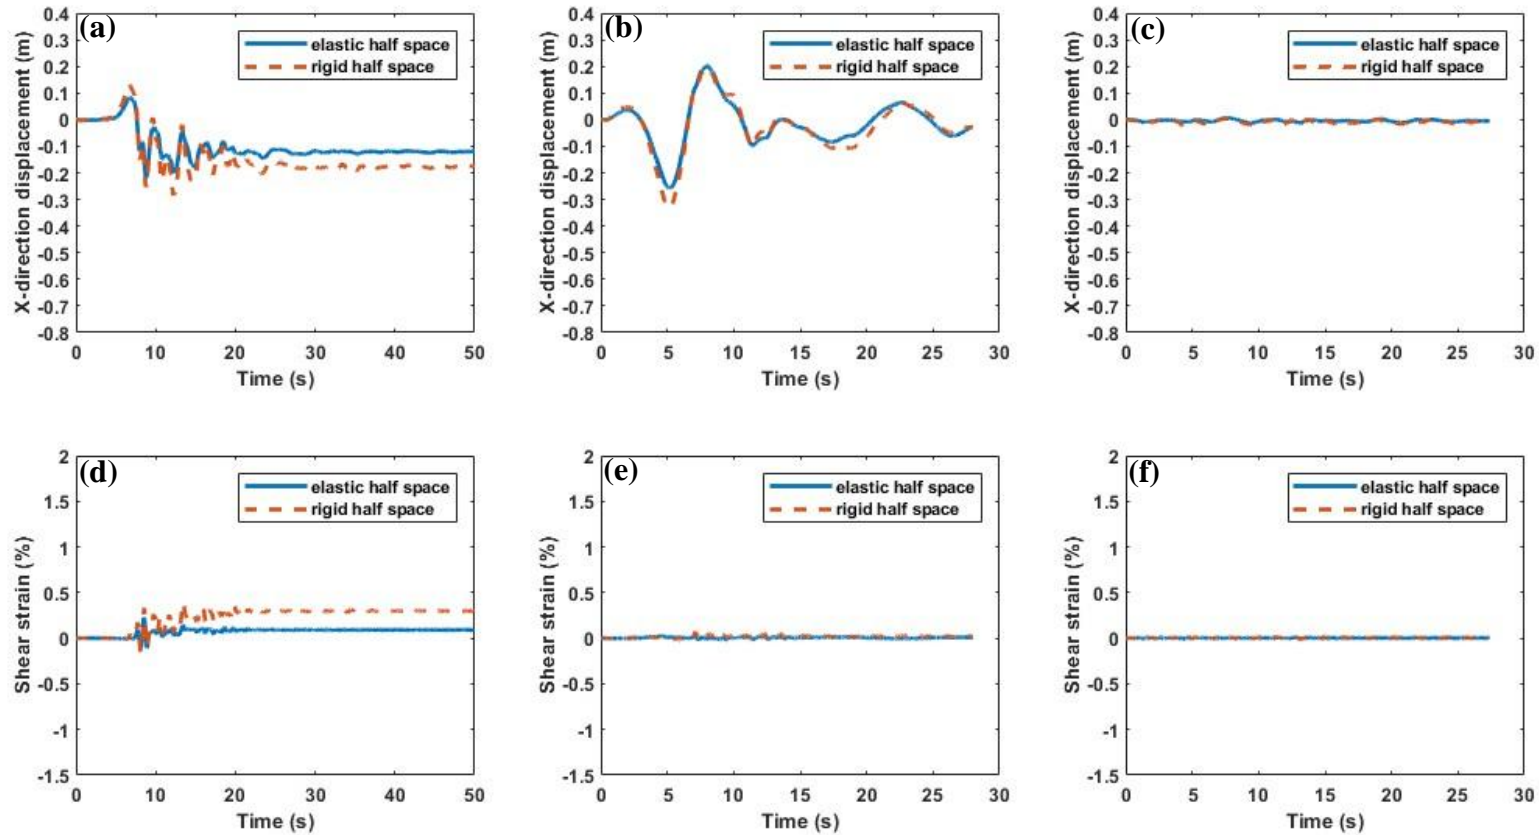 (a)
elastic half space
rigid half space
X-direction displacement (m)
0.4
0.3
0.2
0.1
0
-0.1
-0.2
-0.3
-0.4
-0.5
-0.6
-0.7
-0.8
0 10 20 30 40 50
Time (s)
(b)
elastic half space
rigid half space
X-direction displacement (m)
0.4
0.3
0.2
0.1
0
-0.1
-0.2
-0.3
-0.4
-0.5
-0.6
-0.7
-0.8
0 5 10 15 20 25 30
Time (s)
(c)
elastic half space
rigid half space
X-direction displacement (m)
0.4
0.3
0.2
0.1
0
-0.1
-0.2
-0.3
-0.4
-0.5
-0.6
-0.7
-0.8
0 5 10 15 20 25 30
Time (s)
(d)
elastic half space
rigid half space
Shear strain (%)
2
1.5
1
0.5
0
-0.5
-1
-1.5
0 10 20 30 40 50
Time (s)
(e)
elastic half space
rigid half space
Shear strain (%)
2
1.5
1
0.5
0
-0.5
-1
-1.5
0 5 10 15 20 25 30
Time (s)
(f)
elastic half space
rigid half space
Shear strain (%)
2
1.5
1
0.5
0
-0.5
-1
-1.5
0 5 10 15 20 25 30
Time (s)